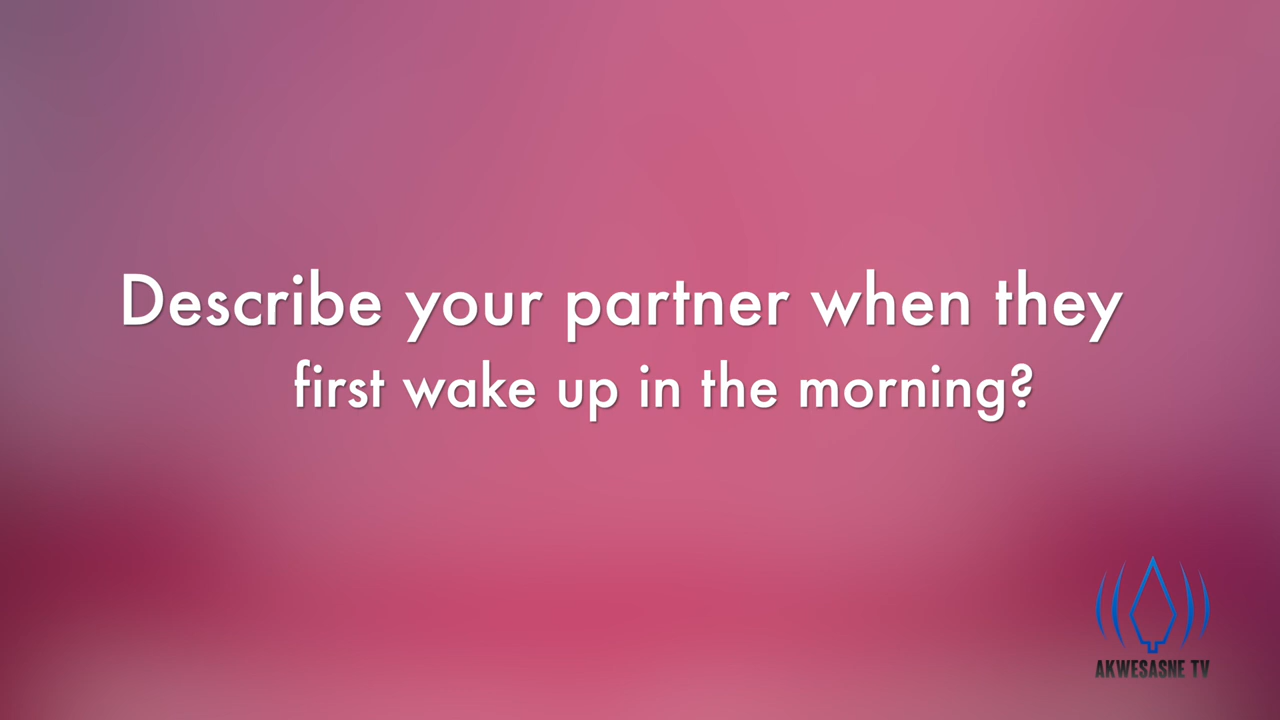 Describe your partner when they
first wake up in the morning?
AKWESASNE TV